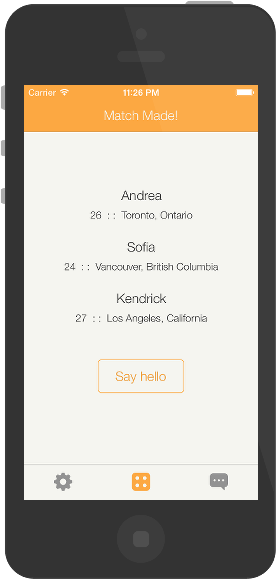 Carrier 11:26 PM
Match Made!
Andrea
26 :: Toronto, Ontario
Sofia
24 :: Vancouver, British Columbia
Kendrick
27 :: Los Angeles, California
Say hello